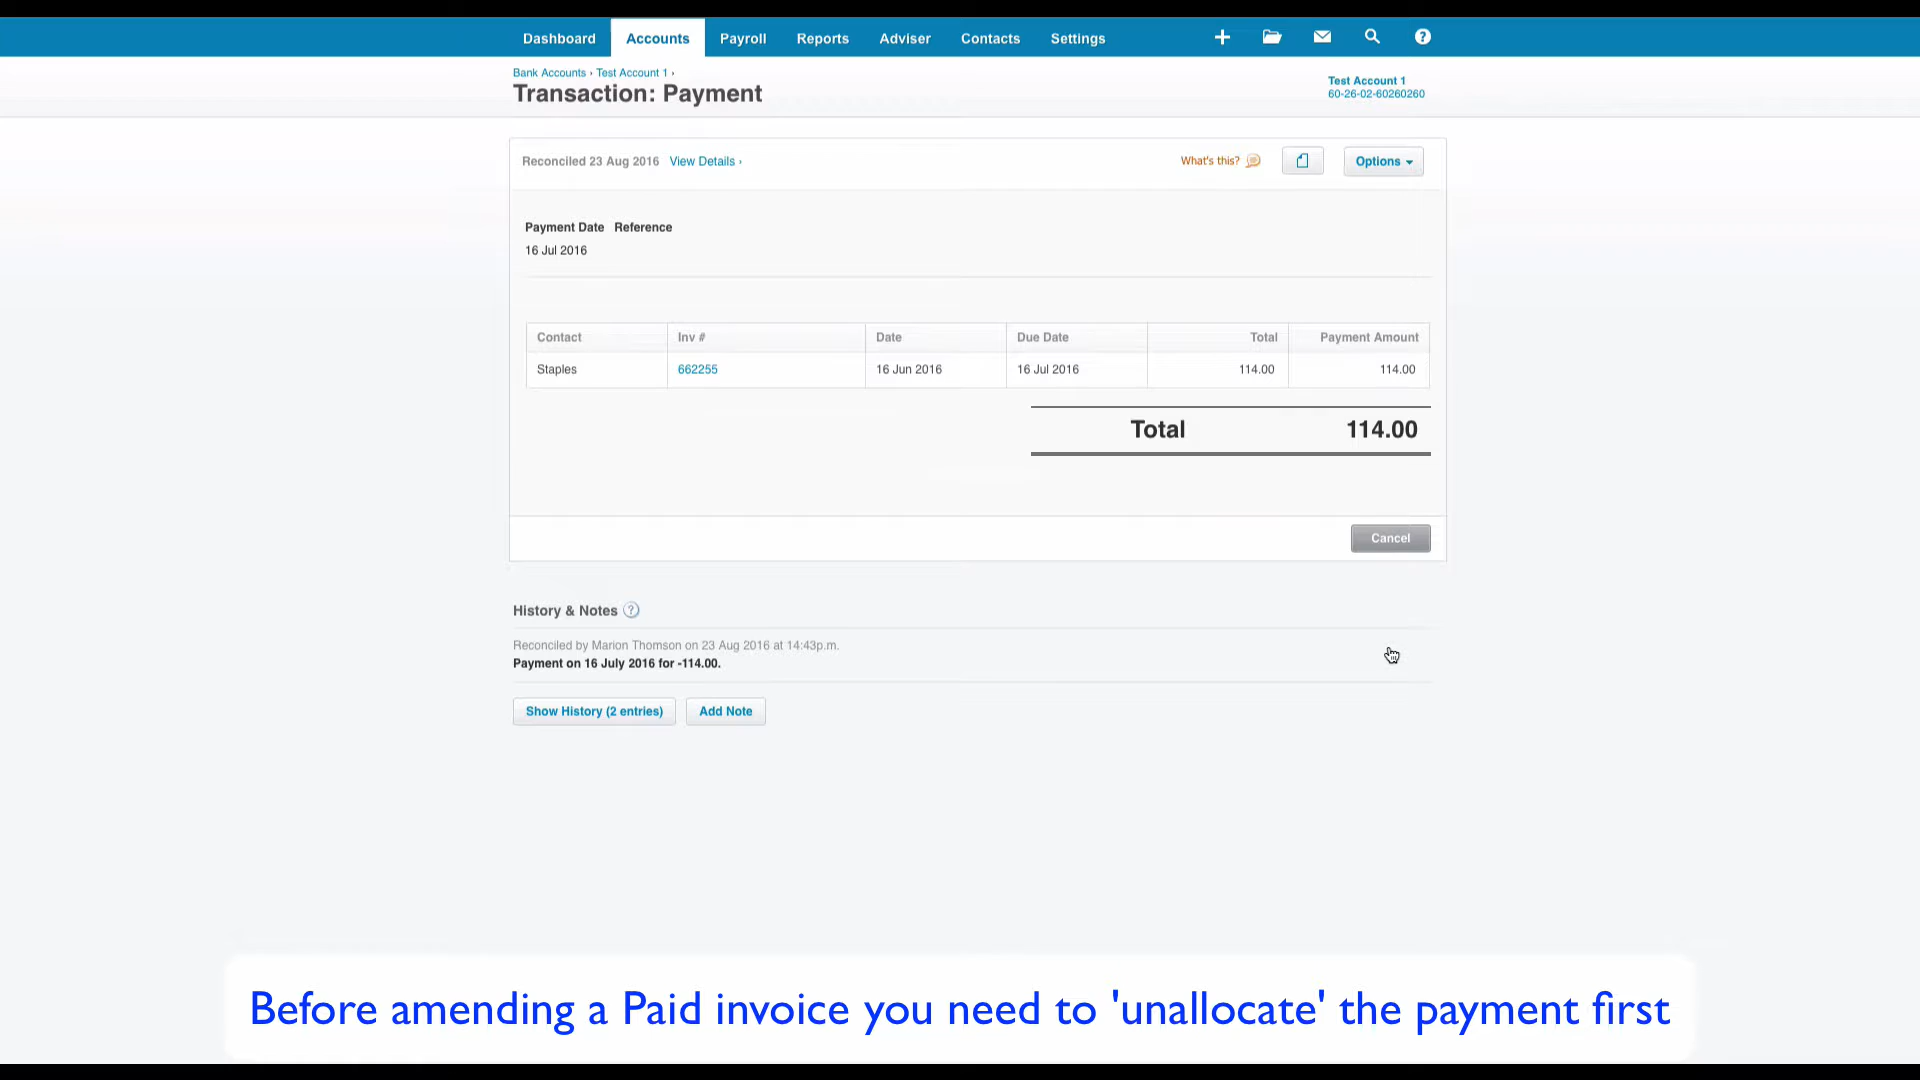 Dashboard Accounts Payroll Reports Adviser Contacts Settings
Bank Accounts › Test Account 1 ›
Transaction: Payment
Test Account 1
60-26-02-60260260
Reconciled 23 Aug 2016 View Details ›
What's this?
Options
Payment Date Reference
16 Jul 2016
Contact Inv # Date Due Date Total Payment Amount
Staples 662255 16 Jun 2016 16 Jul 2016 114.00 114.00
Total 114.00
Cancel
History & Notes ?
Reconciled by Marion Thomson on 23 Aug 2016 at 14:43p.m.
Payment on 16 July 2016 for -114.00.
Show History (2 entries) Add Note
Before amending a Paid invoice you need to 'unallocate' the payment first